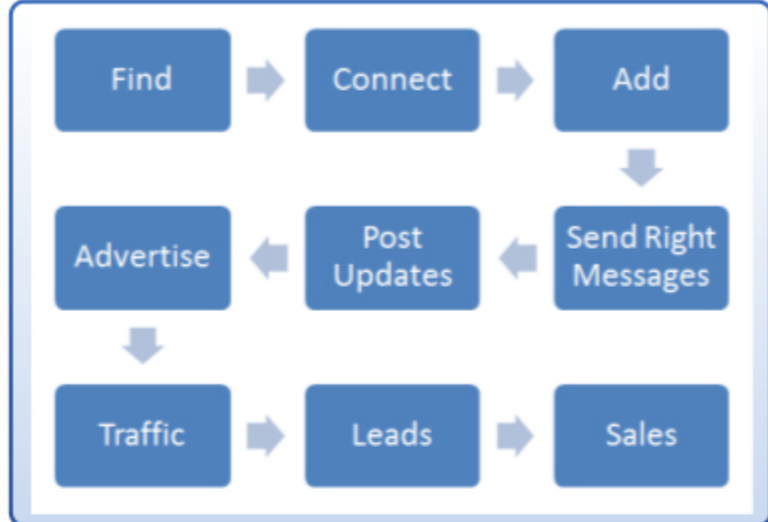 Find
Connect
Add
Send Right
Messages
Post
Updates
Advertise
Traffic
Leads
Sales